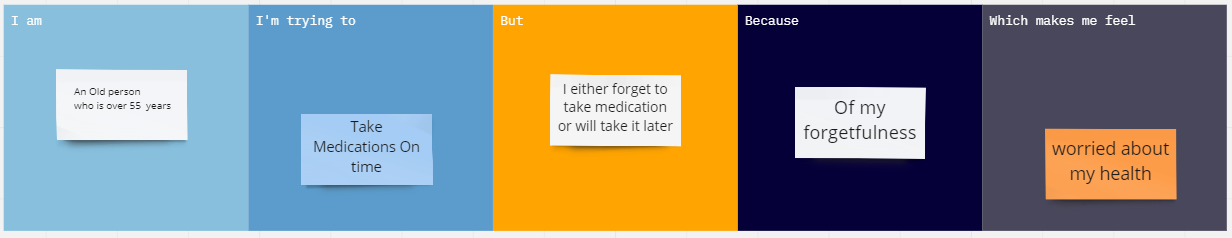 I am
An Old person
who is over 55 years
I'm trying to
Take
Medications On
time
But
I either forget to
take medication
or will take it later
Because
Of my
forgetfulness
Which makes me feel
worried about
my health